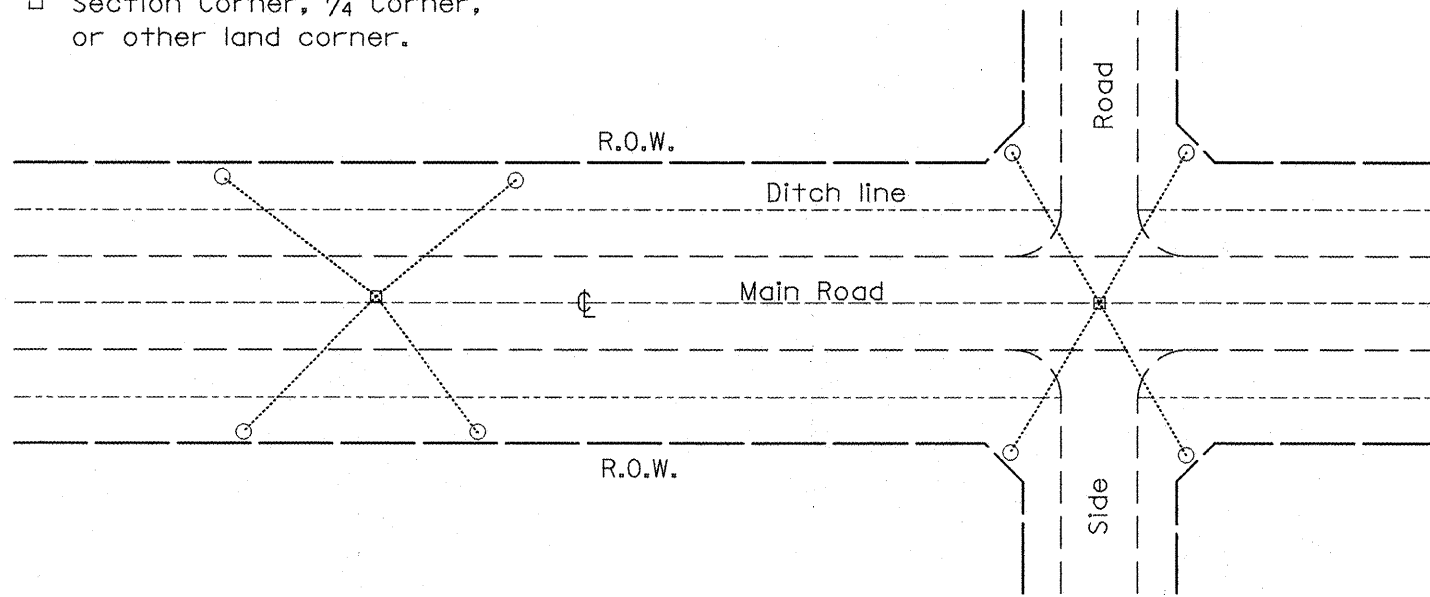 □ Section Corner, 1/4 Corner,
or other land corner.
R.O.W.
Road
Ditch line
Main Road
℄
R.O.W.
Side